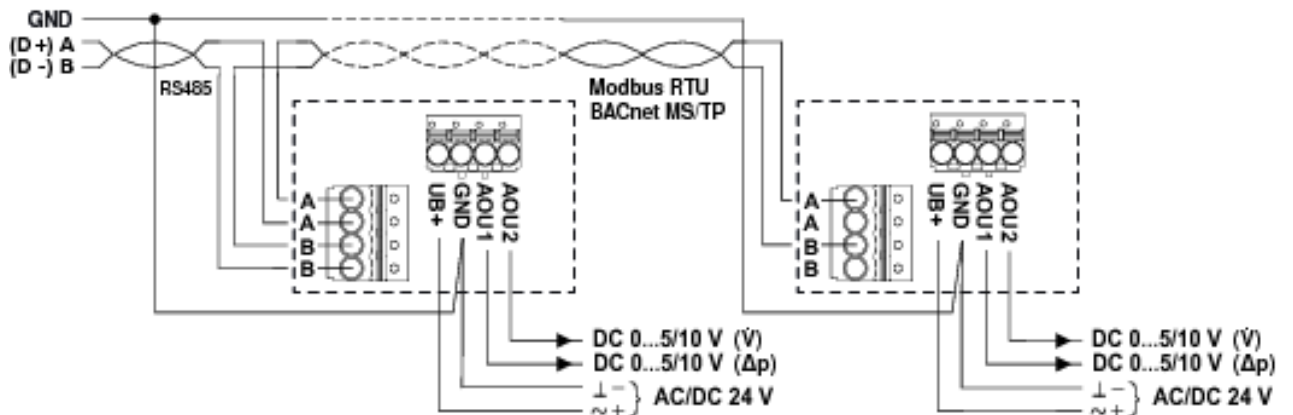 GND
(D+) A
(D -) B
RS485
Modbus RTU
BACnet MS/TP
A
A
B
B
UB+
GND
AOU1
AOU2
DC 0...5/10 V (V̇)
DC 0...5/10 V (Δp)
⊥ −
≂ +
} AC/DC 24 V
A
A
B
B
UB+
GND
AOU1
AOU2
DC 0...5/10 V (V̇)
DC 0...5/10 V (Δp)
⊥ −
≂ +
} AC/DC 24 V